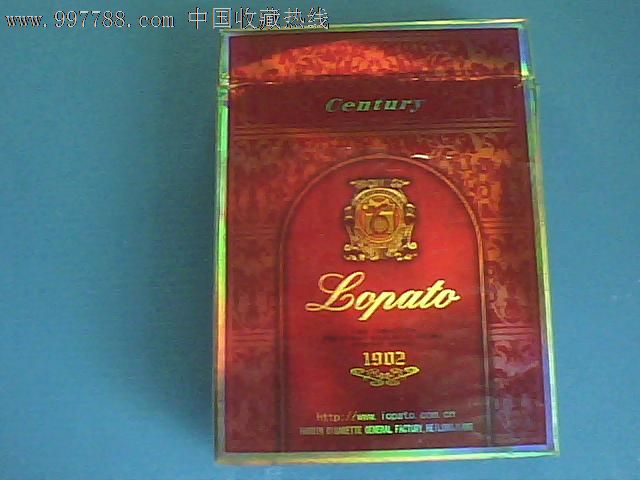 www.997788.com 中国收藏热线
Century
Lopato
1902
http://www.lopato.com.cn
HARBIN CIGARETTE GENERAL FACTORY, HEILONGJIANG